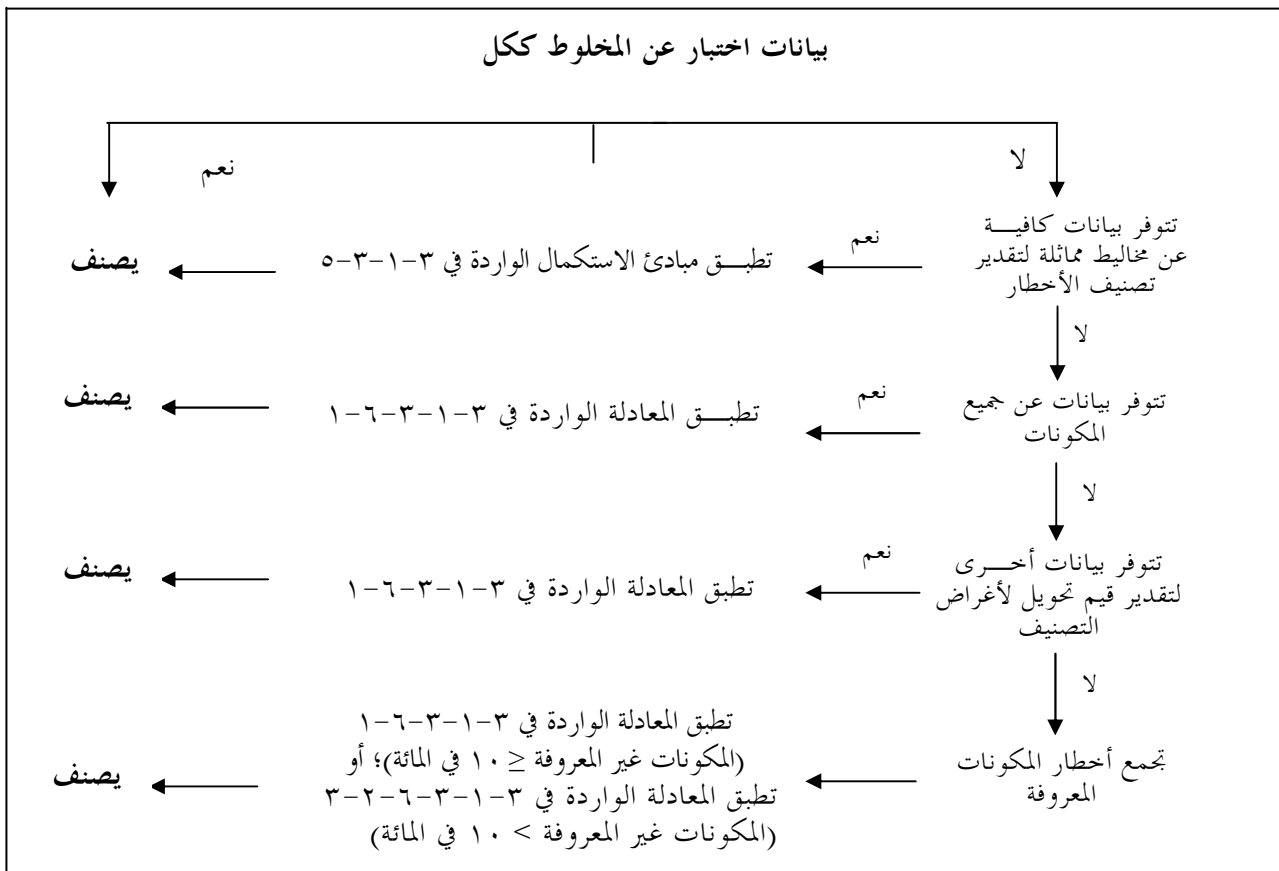 بيانات اختبار عن المخلوط ككل
لا
نعم
تتوفر بيانات كافية
عن مخاليط مماثلة لتقدير
تصنيف الأخطار
نعم
تطبق مبادئ الاستكمال الواردة في ٣-١-٣-٥
يصنف
لا
تتوفر بيانات عن جميع
المكونات
نعم
تطبق المعادلة الواردة في ٣-١-٣-٦-١
يصنف
لا
تتوفر بيانات أخرى
لتقدير قيم تحويل لأغراض
التصنيف
نعم
تطبق المعادلة الواردة في ٣-١-٣-٦-١
يصنف
لا
تجمع أخطار المكونات
المعروفة
تطبق المعادلة الواردة في ٣-١-٣-٦-١
(المكونات غير المعروفة ≤ ١٠ في المائة)؛ أو
تطبق المعادلة الواردة في ٣-١-٣-٦-٢-٣
(المكونات غير المعروفة > ١٠ في المائة)
يصنف